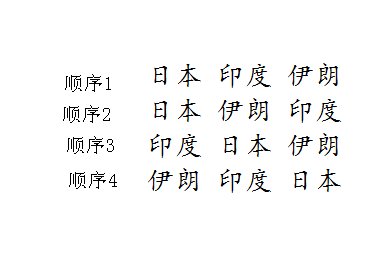 顺序1 日本 印度 伊朗
顺序2 日本 伊朗 印度
顺序3 印度 日本 伊朗
顺序4 伊朗 印度 日本